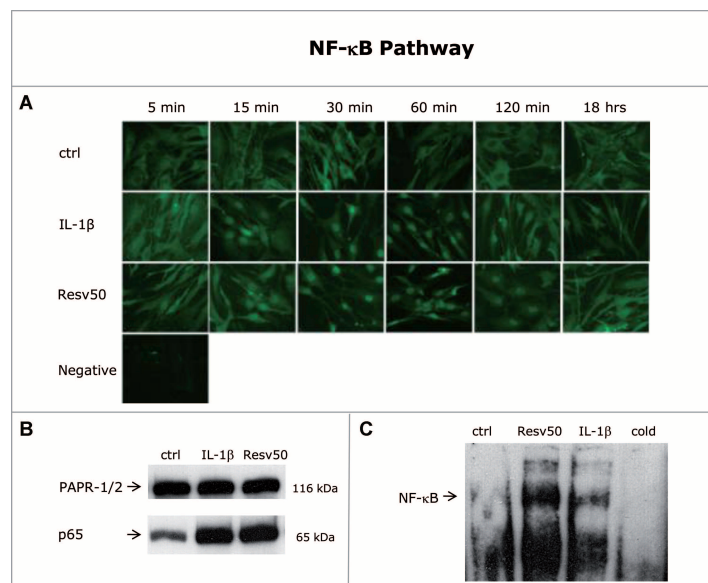 NF-κB Pathway
A
5 min 15 min 30 min 60 min 120 min 18 hrs
ctrl
IL-1β
Resv50
Negative
B
ctrl IL-1β Resv50
PAPR-1/2 → 116 kDa
p65 → 65 kDa
C
ctrl Resv50 IL-1β cold
NF-κB →